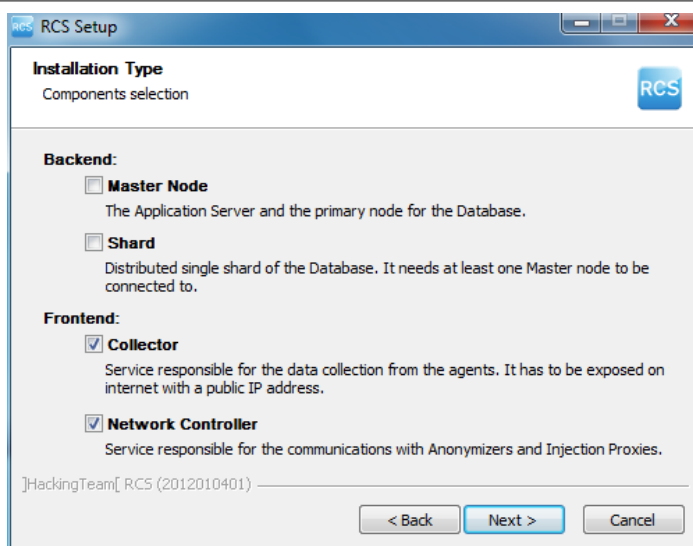 RCS RCS Setup
Installation Type
Components selection
RCS
Backend:
Master Node
The Application Server and the primary node for the Database.
Shard
Distributed single shard of the Database. It needs at least one Master node to be
connected to.
Frontend:
Collector
Service responsible for the data collection from the agents. It has to be exposed on
internet with a public IP address.
Network Controller
Service responsible for the communications with Anonymizers and Injection Proxies.
]HackingTeam[ RCS (2012010401)
< Back Next > Cancel